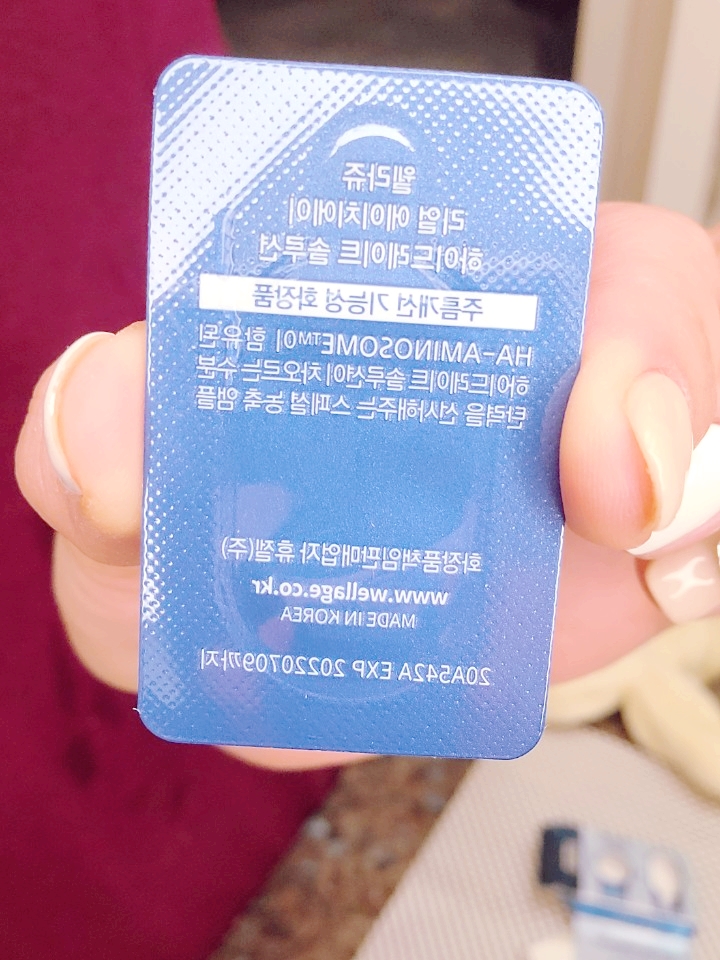 웰라쥬
리얼 에이치에이
하이드레이트 솔루션
주름개선 기능성 화장품
HA-AMINOSOME™이 함유된
하이드레이트 솔루션이 차오르는 수분
탄력을 선사해주는 스페셜 농축 앰플
화장품책임판매업자 휴젤(주)
www.wellage.co.kr
MADE IN KOREA
20A542A EXP 20220709까지